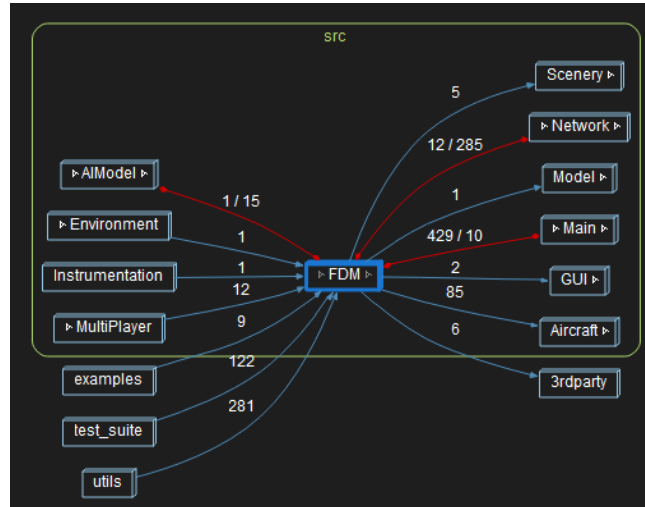 src
Scenery
5
Network
12 / 285
Model
AIModel
1 / 15
1
Environment
429 / 10
Main
1
FDM
2
GUI
Instrumentation
1
85
12
MultiPlayer
Aircraft
9
6
122
examples
3rdparty
281
test_suite
utils